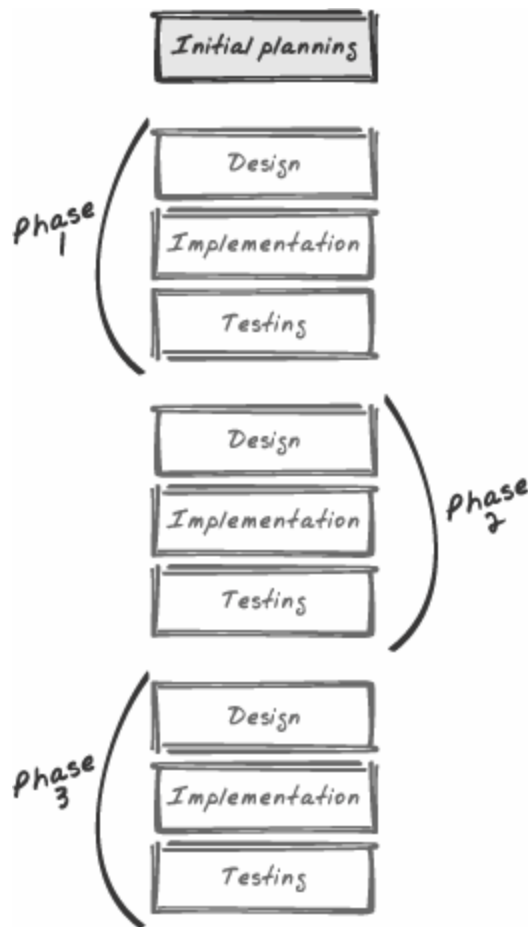 Initial planning
Phase
1
Design
Implementation
Testing
Design
Implementation
Testing
Phase
2
Phase
3
Design
Implementation
Testing